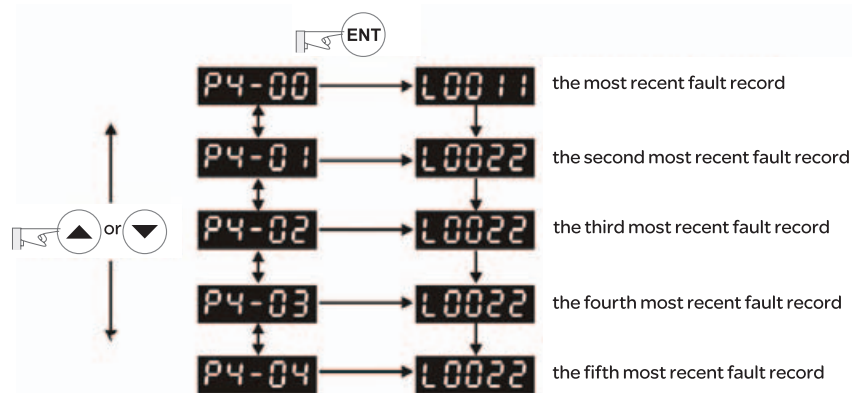 ENT
P4-00 L0011 the most recent fault record
P4-01 L0022 the second most recent fault record
or P4-02 L0022 the third most recent fault record
P4-03 L0022 the fourth most recent fault record
P4-04 L0022 the fifth most recent fault record